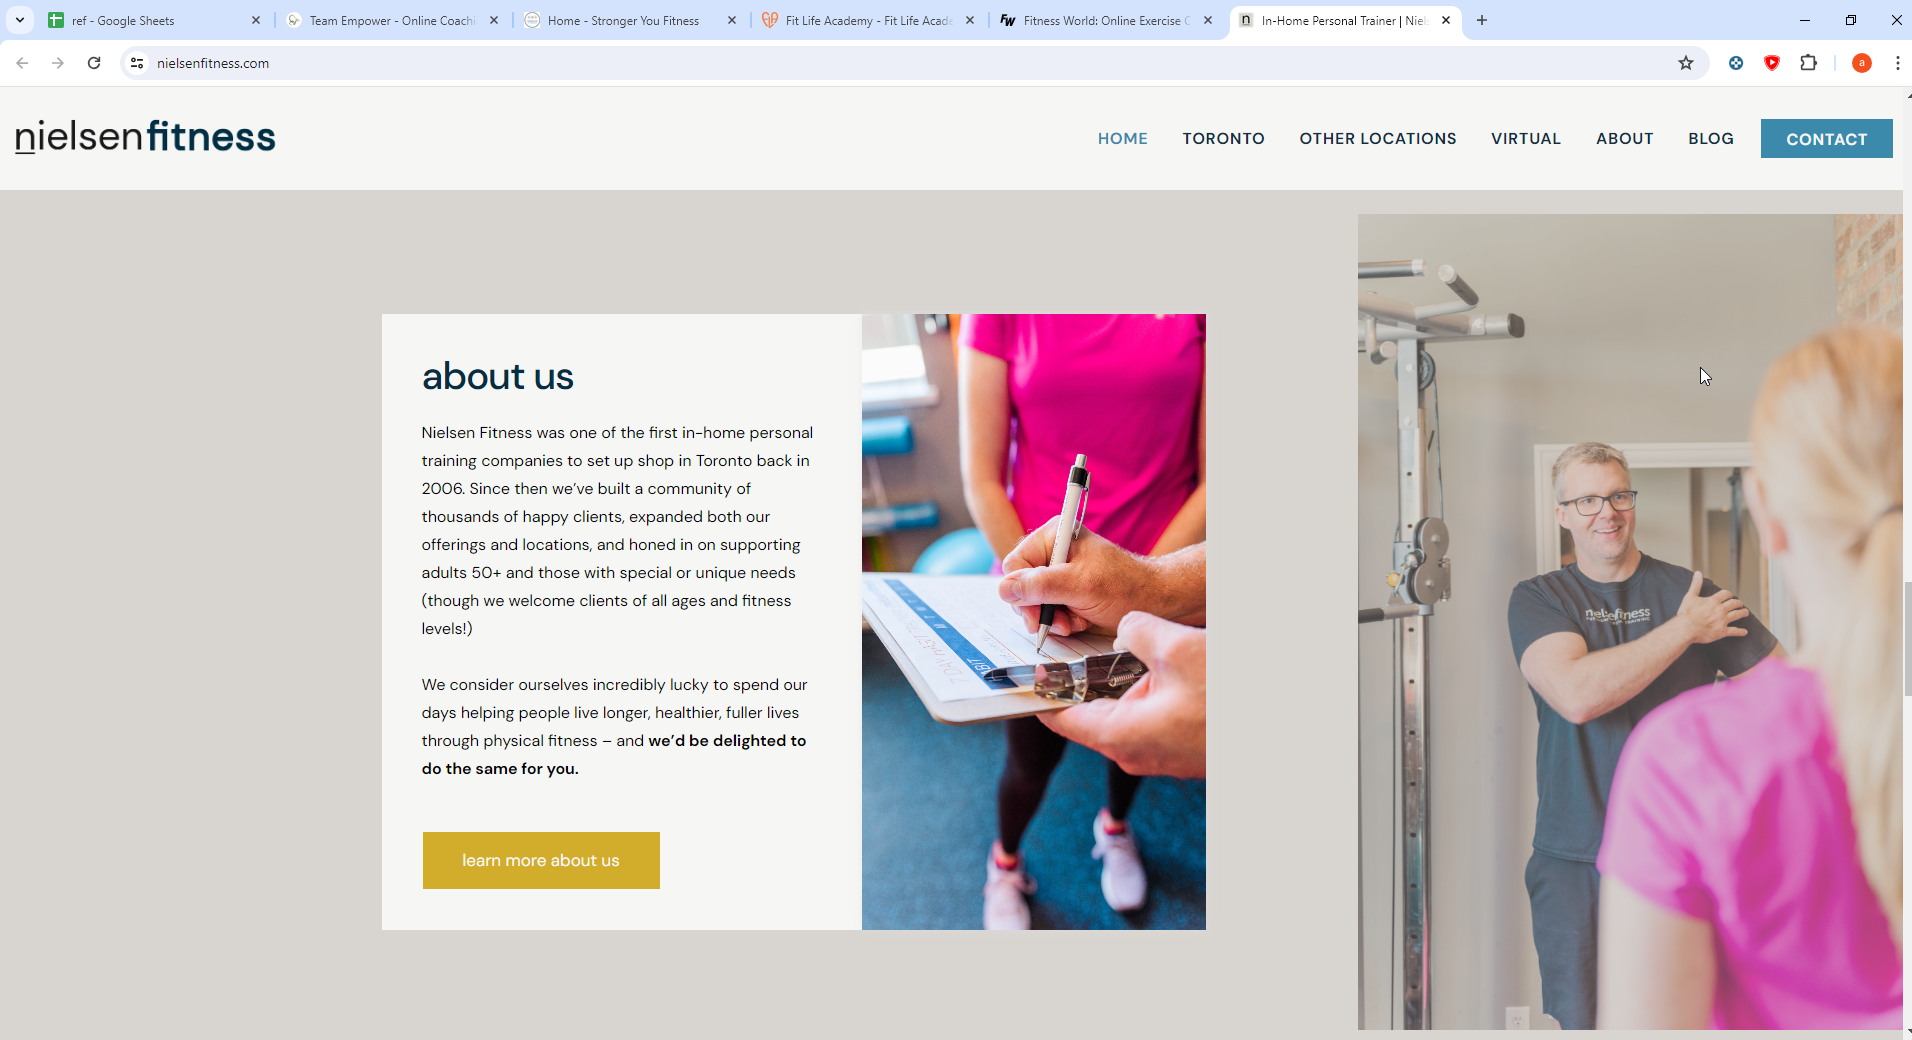 ref - Google Sheets
Team Empower - Online Coachi
Home - Stronger You Fitness
Fit Life Academy - Fit Life Acade
FW
Fitness World: Online Exercise C
n
In-Home Personal Trainer | Niel
nielsenfitness.com
a
nielsenfitness
HOME
TORONTO
OTHER LOCATIONS
VIRTUAL
ABOUT
BLOG
CONTACT
about us
Nielsen Fitness was one of the first in-home personal
training companies to set up shop in Toronto back in
2006. Since then we’ve built a community of
thousands of happy clients, expanded both our
offerings and locations, and honed in on supporting
adults 50+ and those with special or unique needs
(though we welcome clients of all ages and fitness
levels!)
We consider ourselves incredibly lucky to spend our
days helping people live longer, healthier, fuller lives
through physical fitness – and we’d be delighted to
do the same for you.
learn more about us